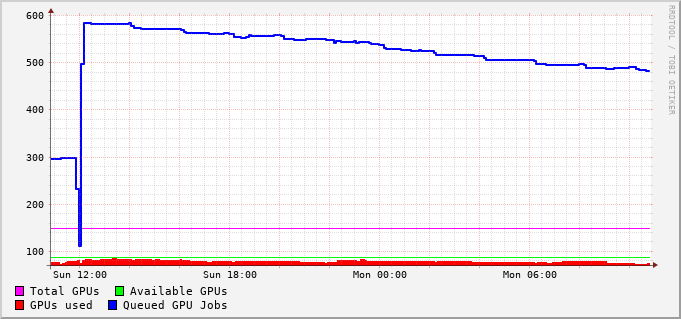 600
500
400
300
200
100
Sun 12:00 Sun 18:00 Mon 00:00 Mon 06:00
Total GPUs Available GPUs
GPUs used Queued GPU Jobs
RRDTOOL / TOBI OETIKER